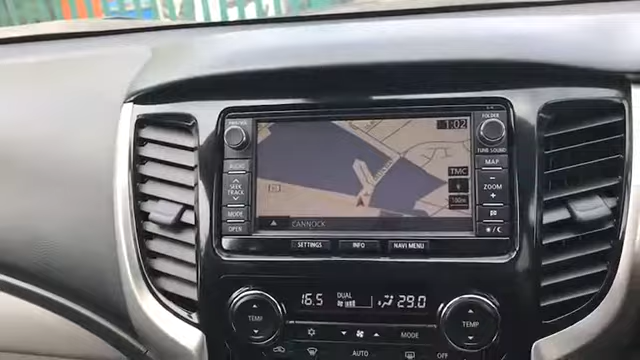 FOLDER
1:02
TUNE SOUND
AUDIO
MAP
SEEK
TRACK
TMC
ZOOM
MODE
100m
OPEN
CANNOCK
SETTINGS
INFO
NAVI MENU
16.5
DUAL
29.0
TEMP
TEMP
MODE
AUTO
OFF